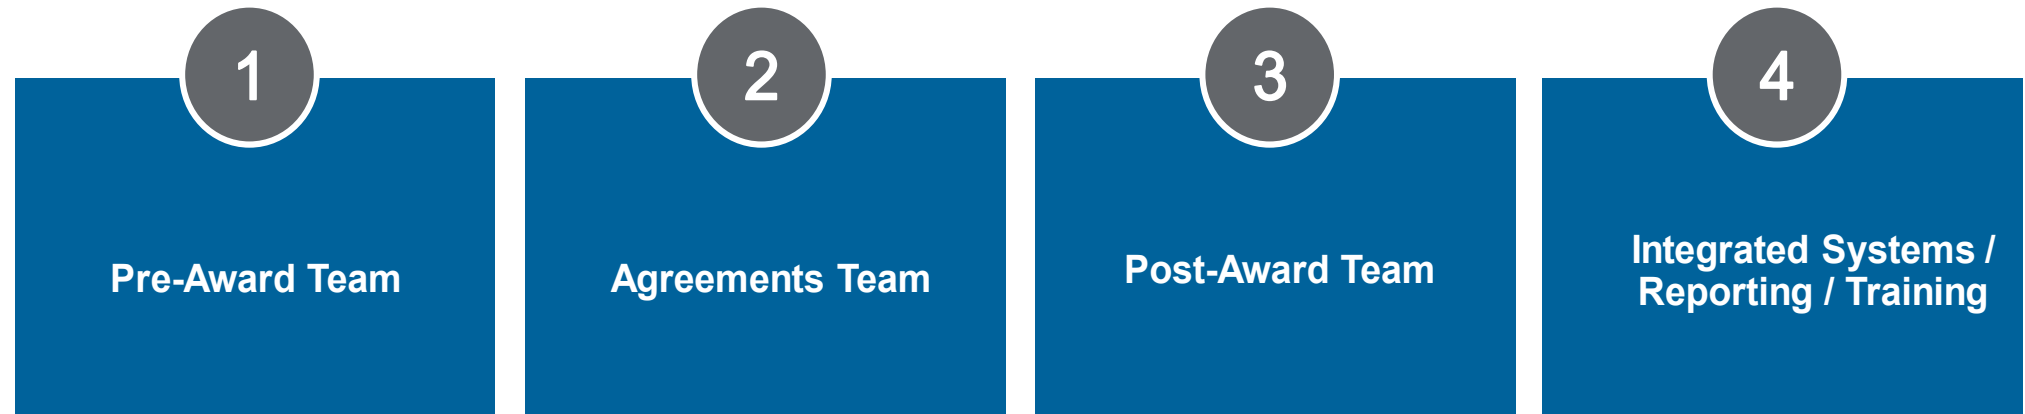 1
Pre-Award Team
2
Agreements Team
3
Post-Award Team
4
Integrated Systems /
Reporting / Training